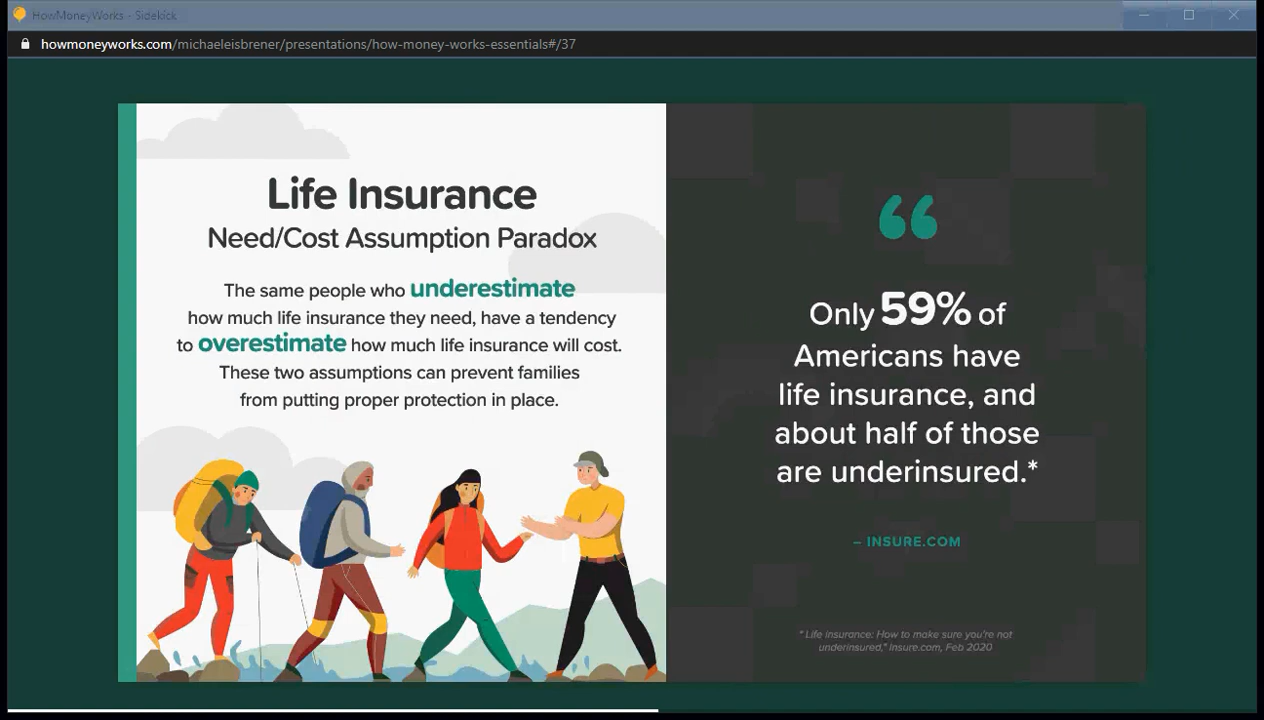 HowMoneyWorks - Sidekick
howmoneyworks.com/michaeleisbrener/presentations/how-money-works-essentials#/37
Life Insurance
Need/Cost Assumption Paradox
The same people who underestimate
how much life insurance they need, have a tendency
to overestimate how much life insurance will cost.
These two assumptions can prevent families
from putting proper protection in place.
“
Only 59% of
Americans have
life insurance, and
about half of those
are underinsured.*
– INSURE.COM
* Life insurance: How to make sure you're not
underinsured," Insure.com, Feb 2020